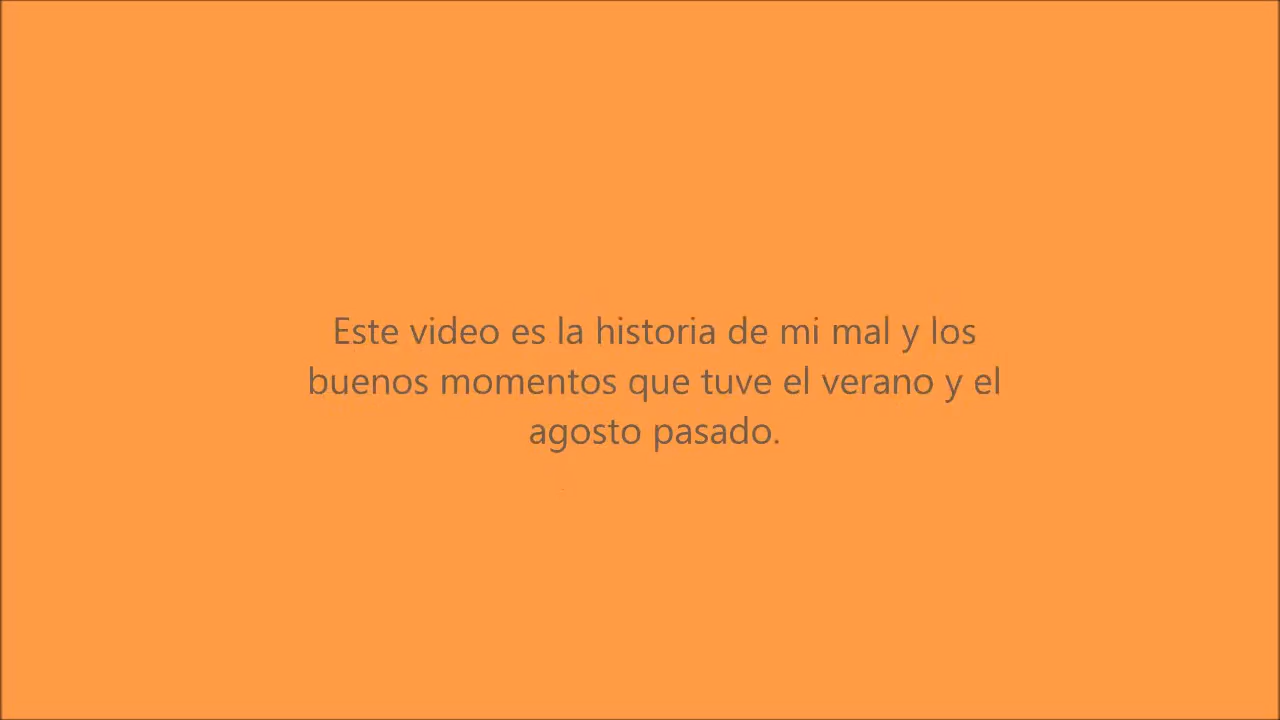 Este video es la historia de mi mal y los
buenos momentos que tuve el verano y el
agosto pasado.